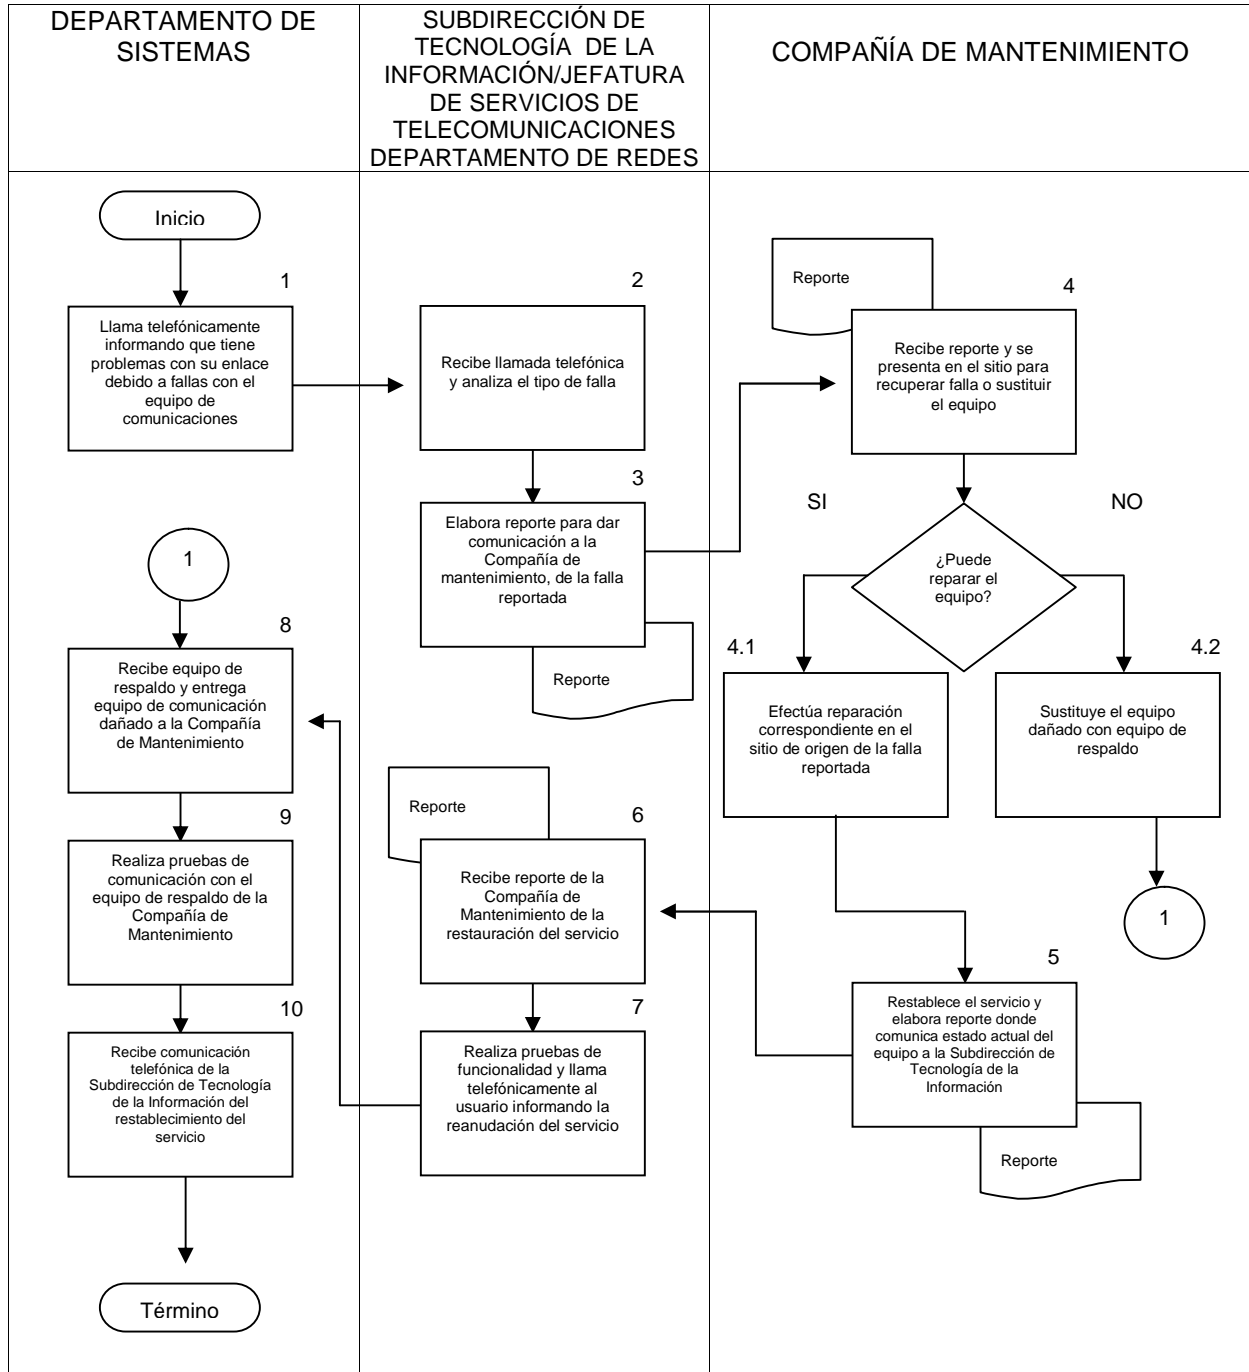 DEPARTAMENTO DE
SISTEMAS
SUBDIRECCIÓN DE
TECNOLOGÍA DE LA
INFORMACIÓN/JEFATURA
DE SERVICIOS DE
TELECOMUNICACIONES
DEPARTAMENTO DE REDES
COMPAÑÍA DE MANTENIMIENTO
Inicio
1
Llama telefónicamente
informando que tiene
problemas con su enlace
debido a fallas con el
equipo de
comunicaciones
2
Recibe llamada telefónica
y analiza el tipo de falla
3
Elabora reporte para dar
comunicación a la
Compañía de
mantenimiento, de la falla
reportada
Reporte
Reporte
4
Recibe reporte y se
presenta en el sitio para
recuperar falla o sustituir
el equipo
SI
NO
¿Puede
reparar el
equipo?
4.1
Efectúa reparación
correspondiente en el
sitio de origen de la falla
reportada
4.2
Sustituye el equipo
dañado con equipo de
respaldo
1
5
Restablece el servicio y
elabora reporte donde
comunica estado actual del
equipo a la Subdirección de
Tecnología de la
Información
Reporte
Reporte
6
Recibe reporte de la
Compañía de
Mantenimiento de la
restauración del servicio
7
Realiza pruebas de
funcionalidad y llama
telefónicamente al
usuario informando la
reanudación del servicio
1
8
Recibe equipo de
respaldo y entrega
equipo de comunicación
dañado a la Compañía
de Mantenimiento
9
Realiza pruebas de
comunicación con el
equipo de respaldo de la
Compañía de
Mantenimiento
10
Recibe comunicación
telefónica de la
Subdirección de Tecnología
de la Información del
restablecimiento del
servicio
Término